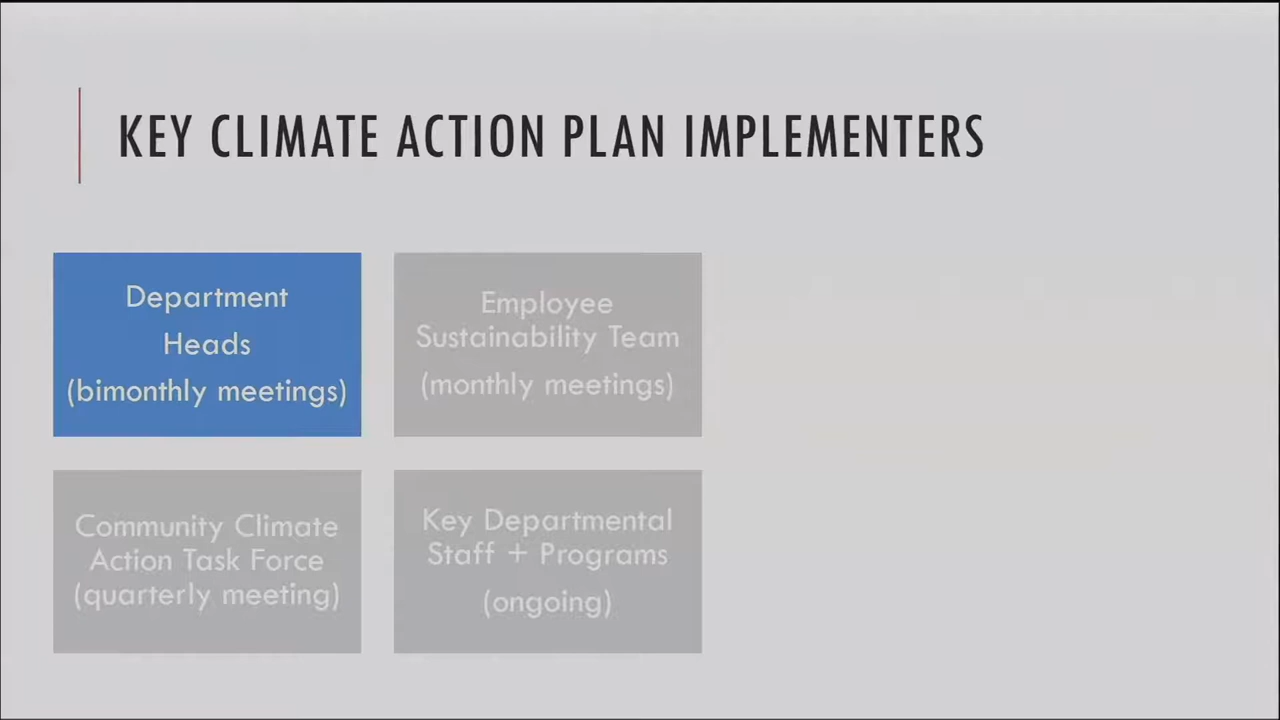 KEY CLIMATE ACTION PLAN IMPLEMENTERS
Department
Heads
(bimonthly meetings)
Employee
Sustainability Team
(monthly meetings)
Community Climate
Action Task Force
(quarterly meeting)
Key Departmental
Staff + Programs
(ongoing)